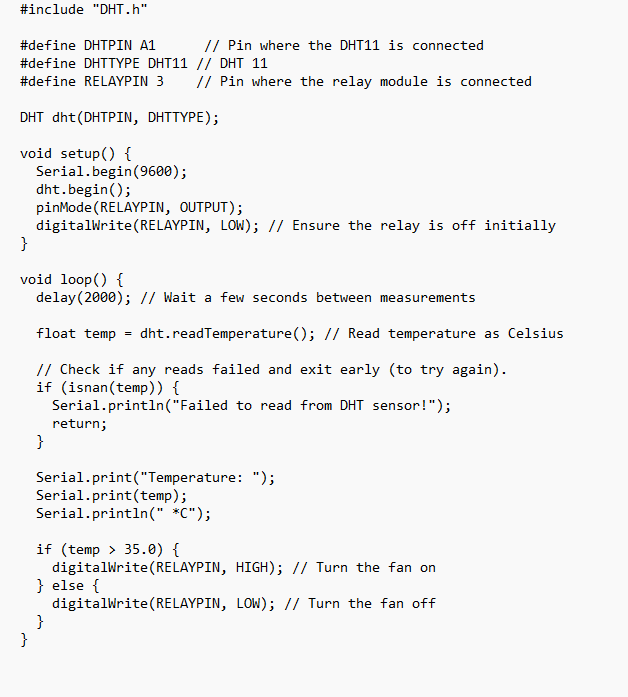 #include "DHT.h"

#define DHTPIN A1      // Pin where the DHT11 is connected
#define DHTTYPE DHT11 // DHT 11
#define RELAYPIN 3    // Pin where the relay module is connected

DHT dht(DHTPIN, DHTTYPE);

void setup() {
  Serial.begin(9600);
  dht.begin();
  pinMode(RELAYPIN, OUTPUT);
  digitalWrite(RELAYPIN, LOW); // Ensure the relay is off initially
}

void loop() {
  delay(2000); // Wait a few seconds between measurements

  float temp = dht.readTemperature(); // Read temperature as Celsius

  // Check if any reads failed and exit early (to try again).
  if (isnan(temp)) {
    Serial.println("Failed to read from DHT sensor!");
    return;
  }

  Serial.print("Temperature: ");
  Serial.print(temp);
  Serial.println(" *C");

  if (temp > 35.0) {
    digitalWrite(RELAYPIN, HIGH); // Turn the fan on
  } else {
    digitalWrite(RELAYPIN, LOW); // Turn the fan off
  }
}